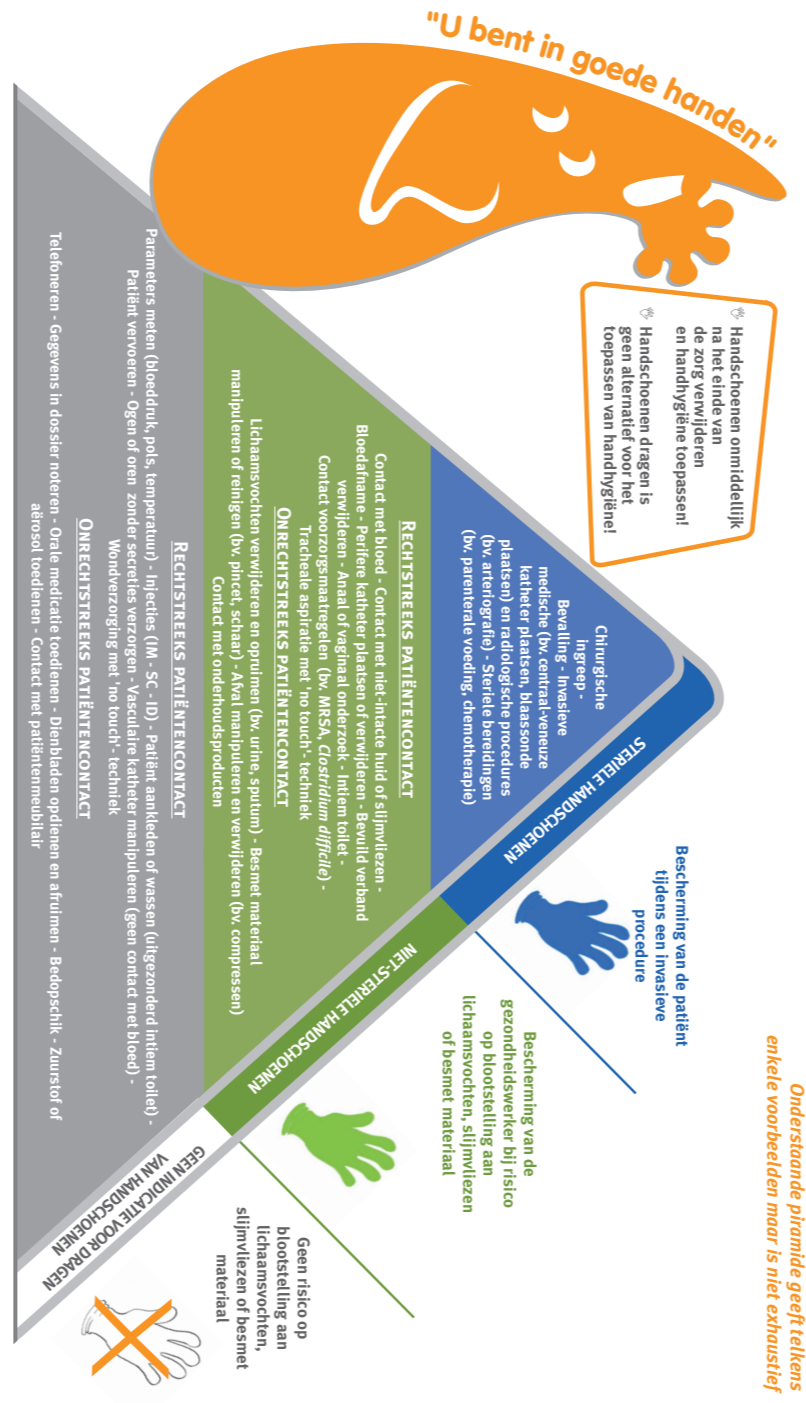 "U bent in goede handen"
Onderstaande piramide geeft telkens
enkele voorbeelden maar is niet exhaustief
Handschoenen onmiddellijk
na het einde van
de zorg verwijderen
en handhygiëne toepassen!
Handschoenen dragen is
geen alternatief voor het
toepassen van handhygiëne!
Chirurgische
ingreep -
Bevalling - Invasieve
medische (bv. centraal-veneuze
katheter plaatsen, blaassonde
plaatsen) en radiologische procedures
(bv. arteriografie) - Steriele bereidingen
(bv. parenterale voeding, chemotherapie)
STERIELE HANDSCHOENEN
Bescherming van de patiënt
tijdens een invasieve
procedure
RECHTSTREEKS PATIËNTENCONTACT
Contact met bloed - Contact met niet-intacte huid of slijmvliezen -
Bloedafname - Perifere katheter plaatsen of verwijderen - Bevuild verband
verwijderen - Anaal of vaginaal onderzoek - Intiem toilet -
Contact voorzorgsmaatregelen (bv. MRSA, Clostridium difficile) -
Tracheale aspiratie met 'no touch'- techniek
ONRECHTSTREEKS PATIËNTENCONTACT
Lichaamsvochten verwijderen en opruimen (bv. urine, sputum) - Besmet materiaal
manipuleren of reinigen (bv. pincet, schaar) - Afval manipuleren en verwijderen (bv. compressen)
Contact met onderhoudsproducten
NIET-STERIELE HANDSCHOENEN
Bescherming van de
gezondheidswerker bij risico
op blootstelling aan
lichaamsvochten, slijmvliezen
of besmet materiaal
RECHTSTREEKS PATIËNTENCONTACT
Parameters meten (bloeddruk, pols, temperatuur) - Injecties (IM - SC - ID) - Patiënt aankleden of wassen (uitgezonderd intiem toilet) -
Patiënt vervoeren - Ogen of oren zonder secreties verzorgen - Vasculaire katheter manipuleren (geen contact met bloed) -
Wondverzorging met 'no touch'- techniek
ONRECHTSTREEKS PATIËNTENCONTACT
Telefoneren - Gegevens in dossier noteren - Orale medicatie toedienen - Dienbladen opdienen en afruimen - Bedopschik - Zuurstof of
aërosol toedienen - Contact met patiëntenmeubilair
GEEN INDICATIE VOOR DRAGEN
VAN HANDSCHOENEN
Geen risico op
blootstelling aan
lichaamsvochten,
slijmvliezen of besmet
materiaal